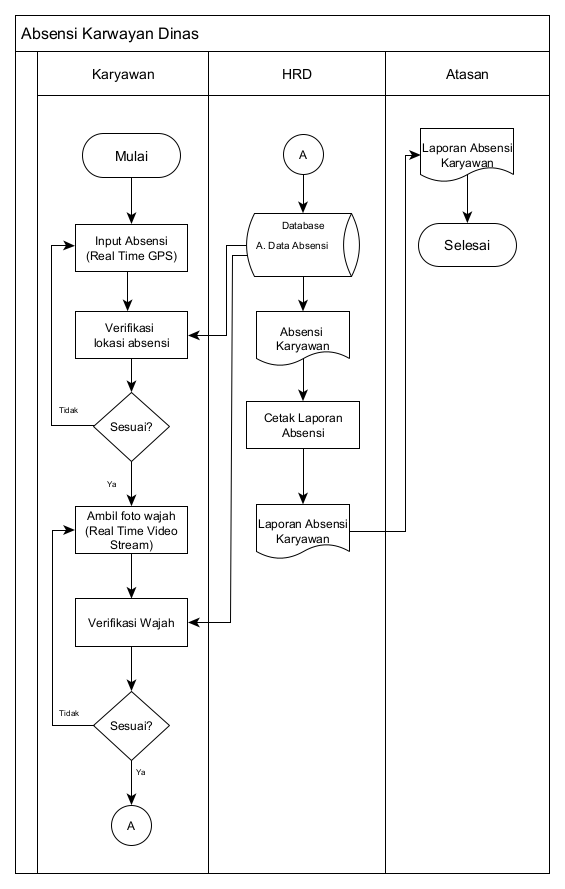 Absensi Karwayan Dinas
Karyawan
HRD
Atasan
Mulai
Input Absensi
(Real Time GPS)
Verifikasi
lokasi absensi
Tidak
Sesuai?
Ya
Ambil foto wajah
(Real Time Video
Stream)
Verifikasi Wajah
Tidak
Sesuai?
Ya
A
A
Database
A. Data Absensi
Absensi
Karyawan
Cetak Laporan
Absensi
Laporan Absensi
Karyawan
Laporan Absensi
Karyawan
Selesai